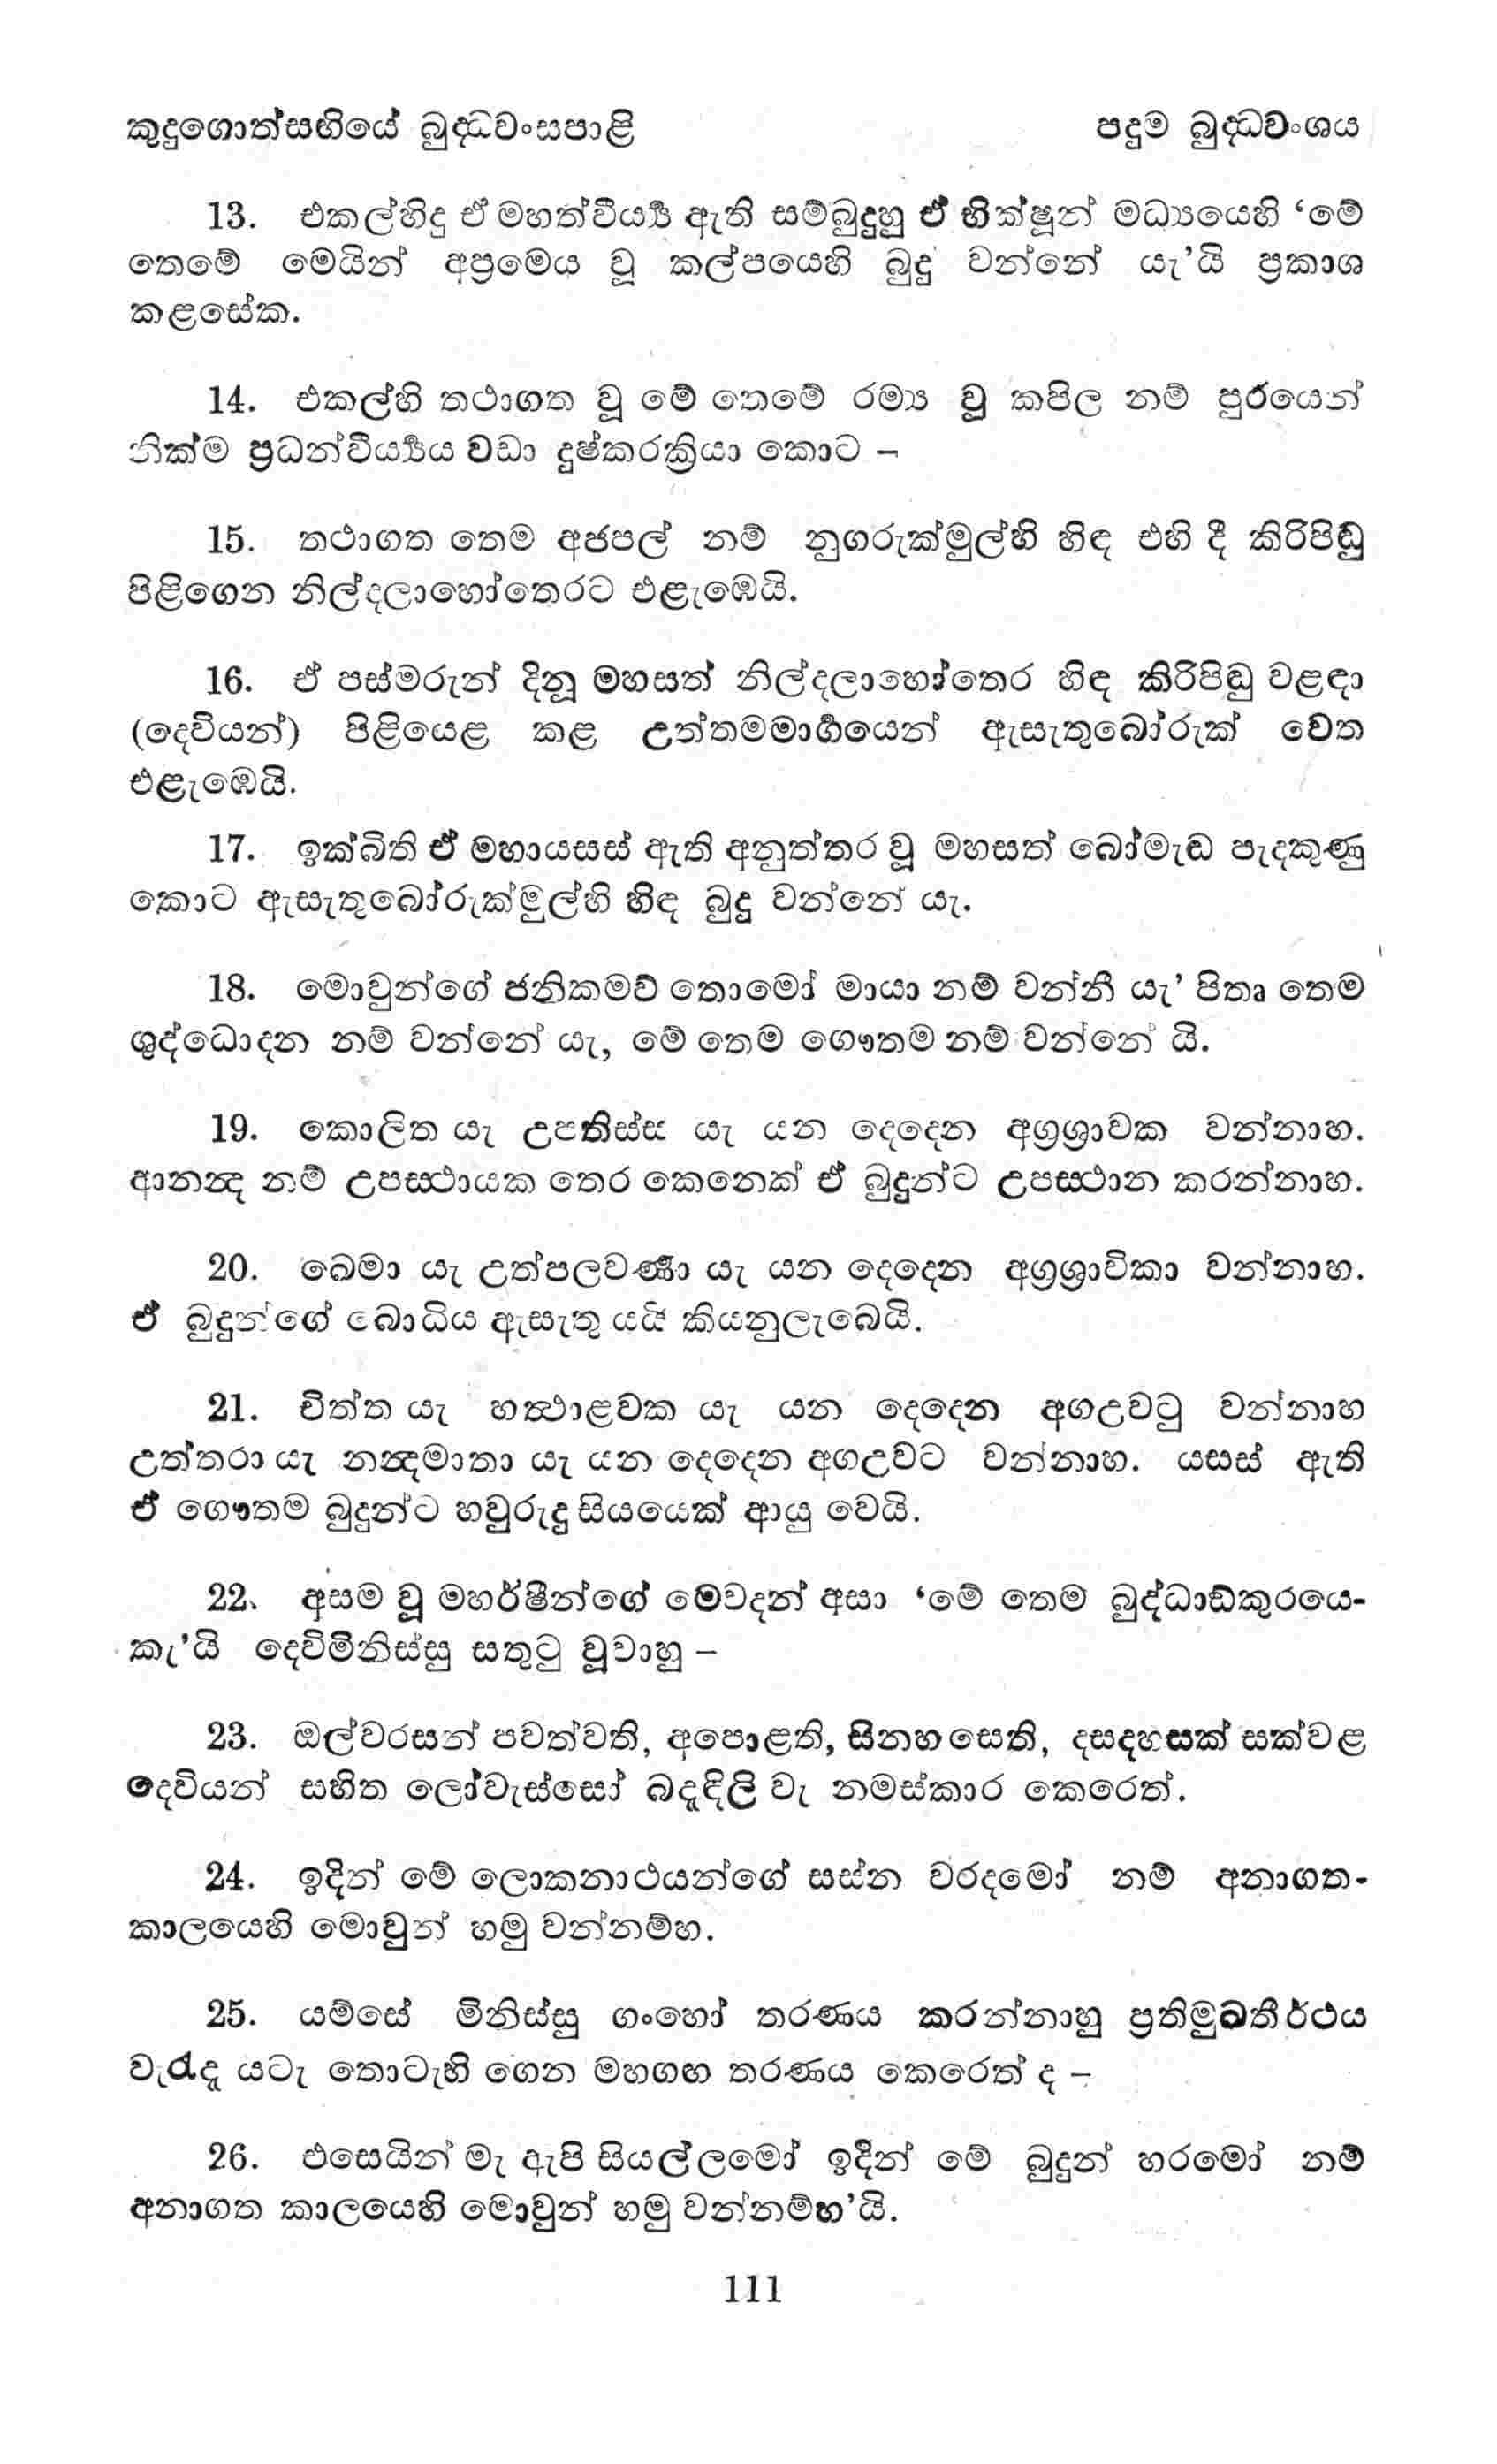 කුදුගොත්සඟියේ බුද්ධවංසපාළි පදුම බුද්ධවංශය
13. එකල්හිදු ඒ මහත්වීර්‍ය්‍ය ඇති සම්බුදුහු ඒ භික්ෂූන් මධ්‍යයෙහි ‘මේ
තෙමේ මෙයින් අප්‍රමෙය වූ කල්පයෙහි බුදු වන්නේ යැ’යි ප්‍රකාශ
කළසේක.
14. එකල්හි තථාගත වූ මේ තෙමේ රම්‍ය වූ කපිල නම් පුරයෙන්
නික්ම ප්‍රධන්වීර්‍ය්‍යය වඩා දුෂ්කරක්‍රියා කොට –
15. තථාගත තෙම අජපල් නම් නුගරුක්මුල්හි හිඳ එහි දී කිරිපිඬු
පිළිගෙන නිල්දලාහෝතෙරට එළැඹෙයි.
16. ඒ පස්මරුන් දිනූ මහසත් නිල්දලාහෝතෙර හිඳ කිරිපිඬු වළඳා
(දෙවියන්) පිළියෙළ කළ උත්තමමාර්‍ගයෙන් ඇසැතුබෝරුක් වෙත
එළැඹෙයි.
17. ඉක්බිති ඒ මහායසස් ඇති අනුත්තර වූ මහසත් බෝමැඬ පැදකුණු
කොට ඇසැතුබෝරුක්මුල්හි හිඳ බුදු වන්නේ යැ.
18. මොවුන්ගේ ජනිකමව් තොමෝ මායා නම් වන්නී යැ’ පිතෘ තෙම
ශුද්ධොදන නම් වන්නේ යැ, මේ තෙම ගෞතම නම් වන්නේ යි.
19. කොලිත යැ උපතිස්ස යැ යන දෙදෙන අග්‍රශ්‍රාවක වන්නාහ.
ආනන්‍ද නම් උපස්ථායක තෙර කෙනෙක් ඒ බුදුන්ට උපස්ථාන කරන්නාහ.
20. ඛෙමා යැ උත්පලවර්‍ණා යැ යන දෙදෙන අග්‍රශ්‍රාවිකා වන්නාහ.
ඒ බුදුන්ගේ බොධිය ඇසැතු යයි කියනුලැබෙයි.
21. චිත්ත යැ හත්‍ථාළවක යැ යන දෙදෙන අගඋවටු වන්නාහ
උත්තරා යැ නන්‍දමාතා යැ යන දෙදෙන අගඋවට වන්නාහ. යසස් ඇති
ඒ ගෞතම බුදුන්ට හවුරුදු සියයෙක් ආයු වෙයි.
22. අසම වූ මහර්ෂීන්ගේ මෙවදන් අසා ‘මේ තෙම බුද්ධාඞ්කුරයෙ-
කැ’යි දෙව්මිනිස්සු සතුටු වූවාහු –
23. ඔල්වරසන් පවත්වති, අපොළති, සිනහ සෙති, දසදහසක් සක්වළ
දෙවියන් සහිත ලෝවැස්සෝ බදඳිලි වැ නමස්කාර කෙරෙත්.
24. ඉදින් මේ ලොකනාථයන්ගේ සස්න වරදමෝ නම් අනාගත-
කාලයෙහි මොවුන් හමු වන්නම්හ.
25. යම්සේ මිනිස්සු ගංහෝ තරණය කරන්නාහු ප්‍රතිමුඛතීර්ථය
වැරදැ යටැ තොටැහි ගෙන මහගඟ තරණය කෙරෙත් ද –
26. එසෙයින් මැ ඇපි සියල්ලමෝ ඉදින් මේ බුදුන් හරමෝ නම්
අනාගත කාලයෙහි මොවුන් හමු වන්නම්හ’යි.
111